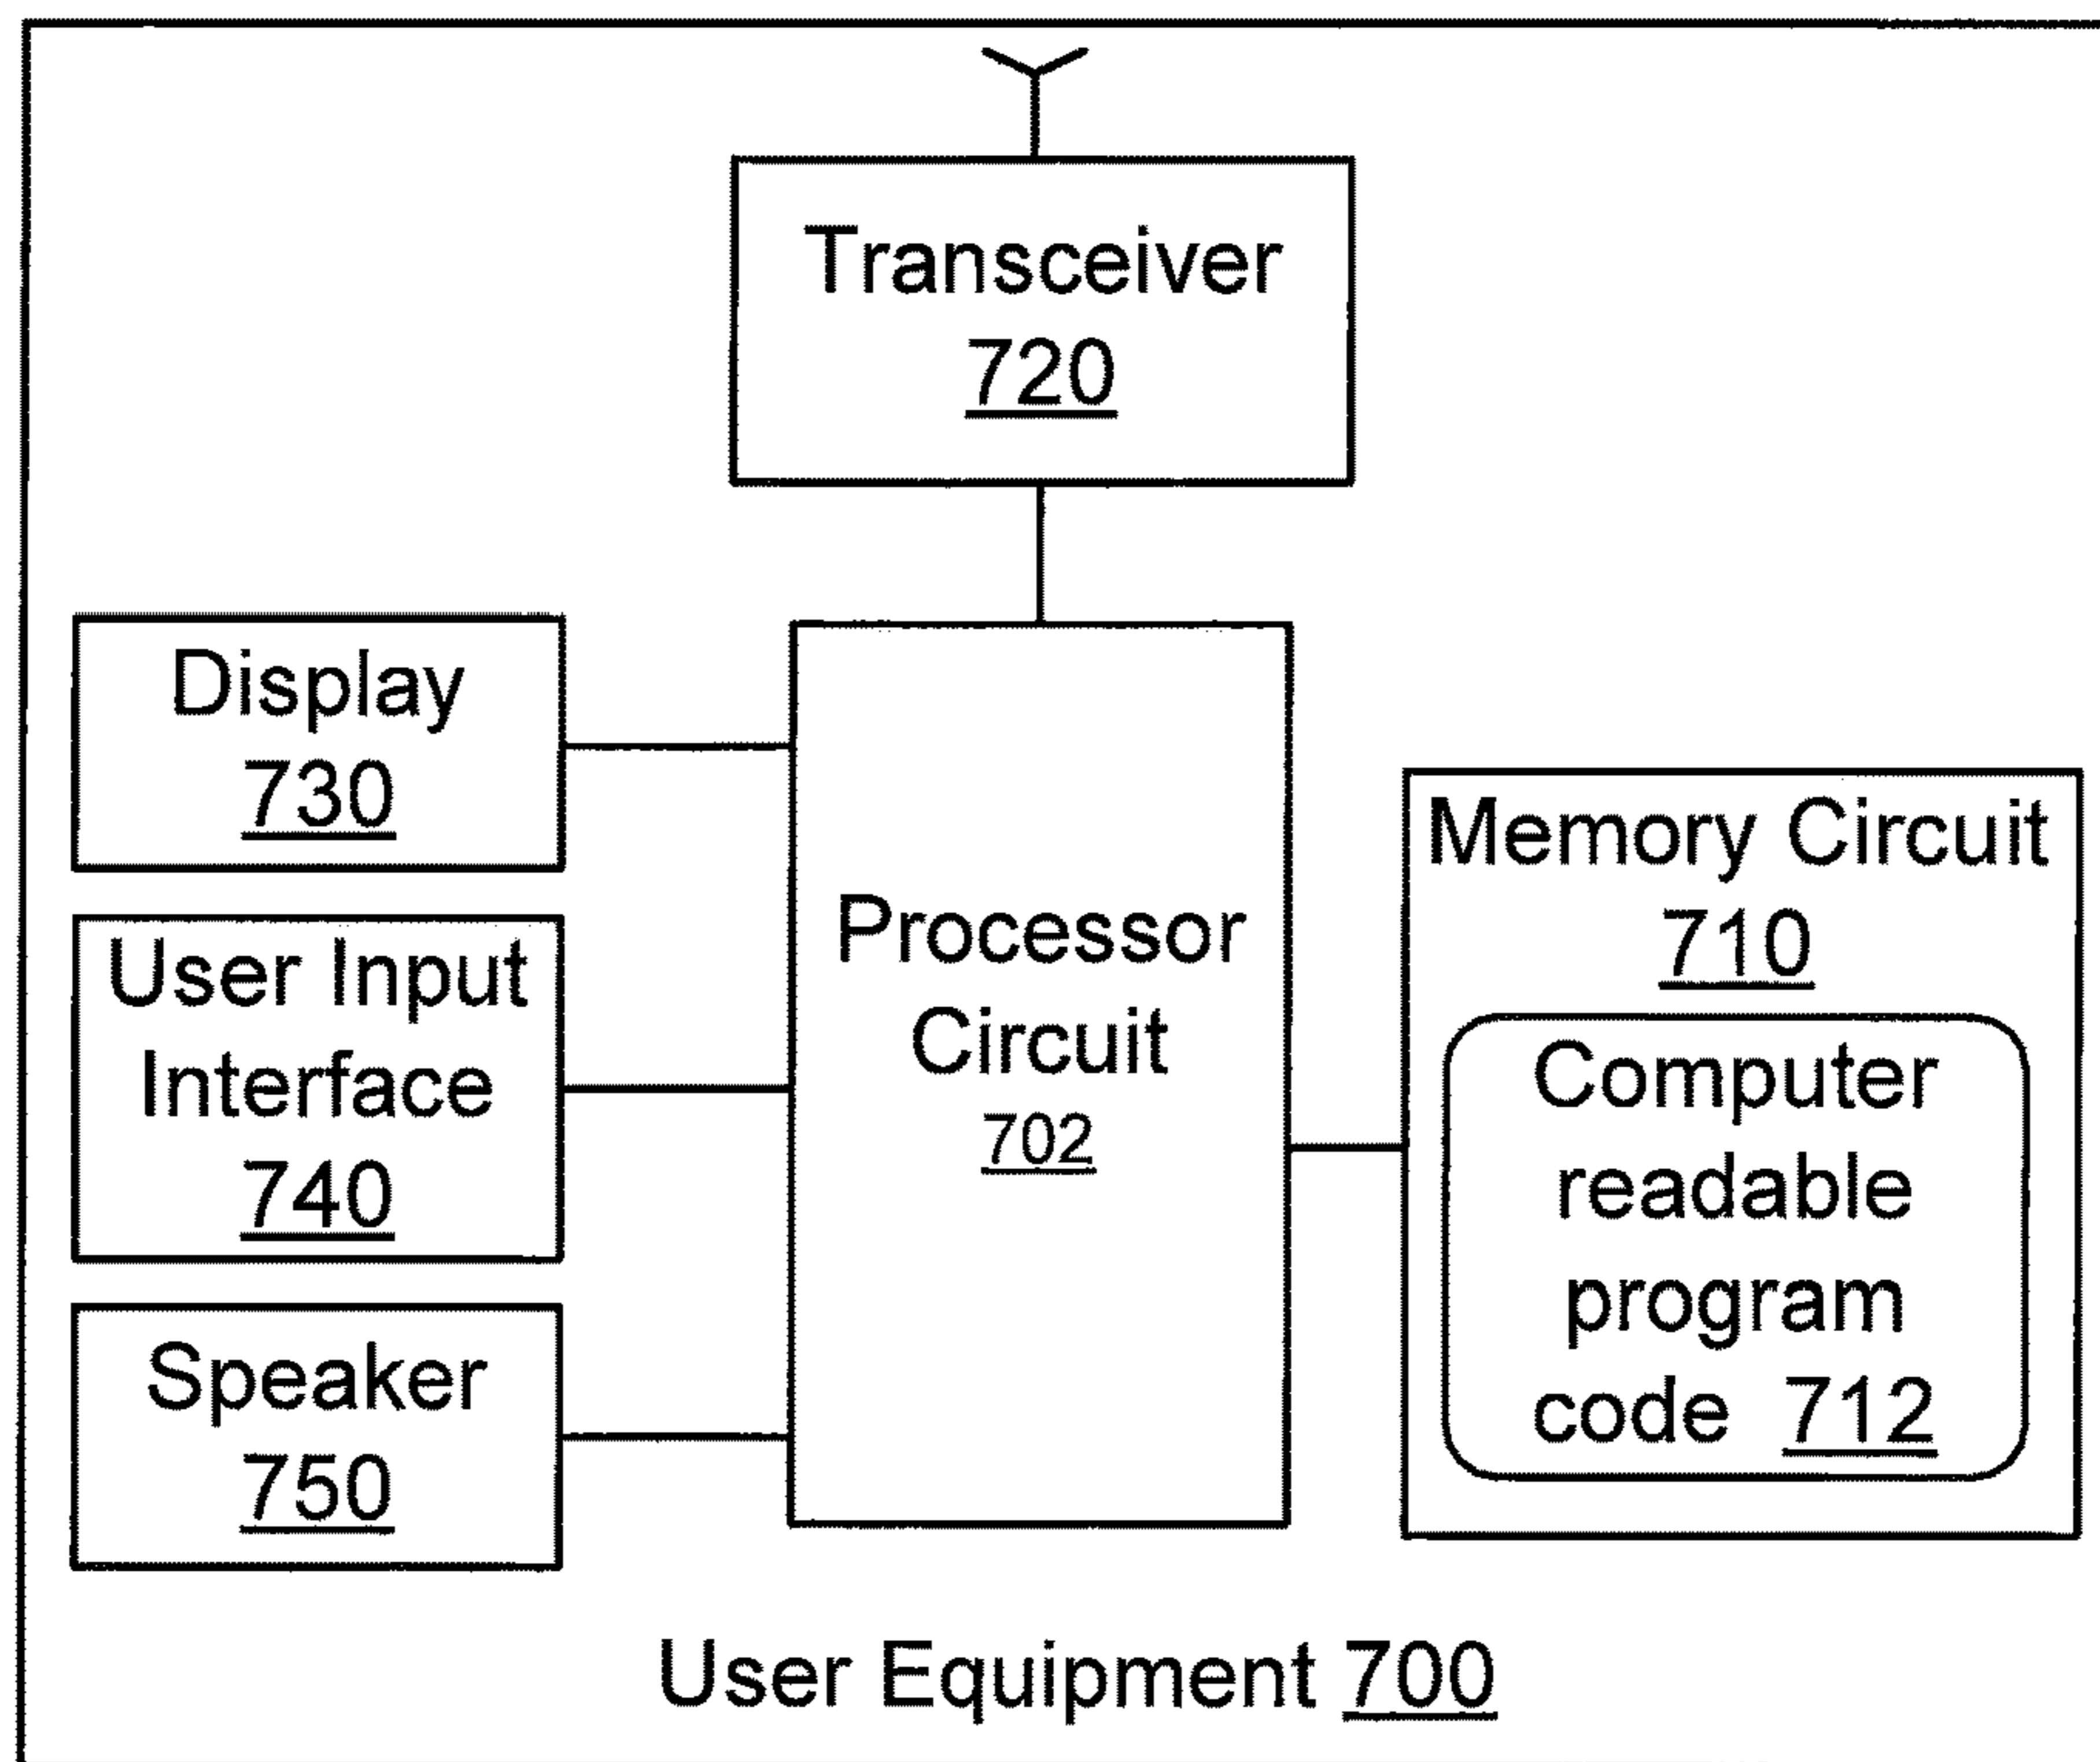 Transceiver
720
Display
730
User Input
Interface
740
Speaker
750
Processor
Circuit
702
Memory Circuit
710
Computer
readable
program
code 712
User Equipment 700